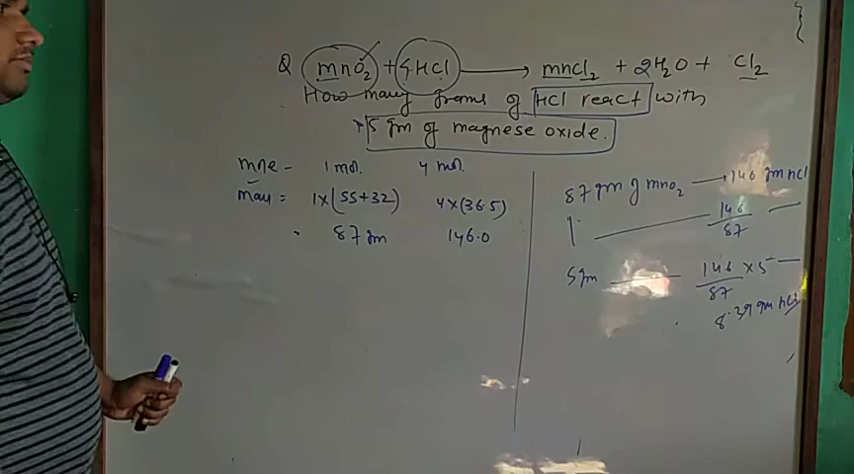 Q mnO2 + 4HCl → mncl2 + 2H2O + Cl2
How many grams of HCl react with
5 gm of magnese oxide.
mole - 1 mol. 4 mol.
mass = 1×(55+32) 4×(36.5)
= 87 gm 146.0
87 gm of mno2 → 146 gm HCl
1 — 146/87 —
5 gm — 146/87 × 5 —
8.39 gm HCl